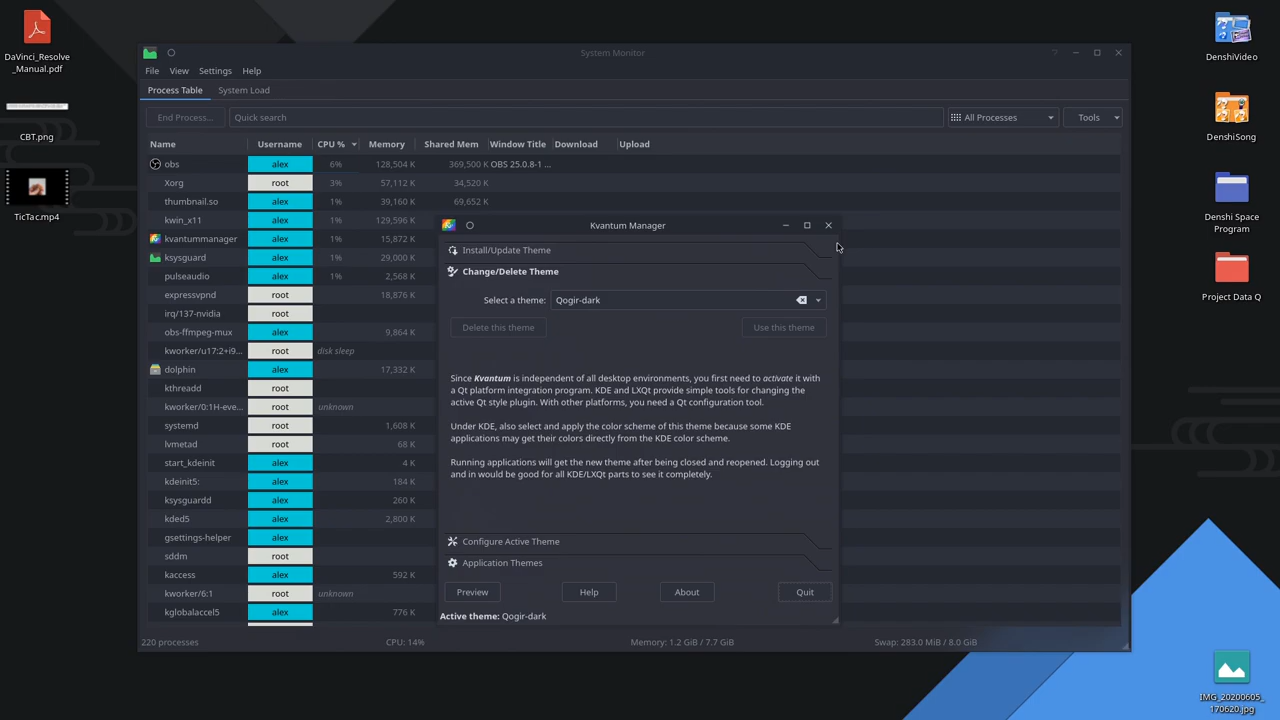 DaVinci_Resolve
_Manual.pdf
CBT.png
TicTac.mp4
System Monitor
File View Settings Help
Process Table System Load
End Process... Quick search All Processes Tools
Name Username CPU % Memory Shared Mem Window Title Download Upload
obs alex 6% 128,504 K 369,500 K OBS 25.0.8-1 ...
Xorg root 3% 57,112 K 34,520 K
thumbnail.so alex 1% 39,160 K 69,652 K
kwin_x11 alex 1% 129,596 K
kvantummanager alex 1% 15,872 K
ksysguard alex 1% 29,000 K
pulseaudio alex 1% 2,568 K
expressvpnd root 18,876 K
irq/137-nvidia root
obs-ffmpeg-mux alex 9,864 K
kworker/u17:2+i9... root disk sleep
dolphin alex 17,332 K
kthreadd root
kworker/0:1H-eve... root unknown
systemd root 1,608 K
lvmetad root 68 K
start_kdeinit alex 4 K
kdeinit5: alex 184 K
ksysguardd alex 260 K
kded5 alex 2,800 K
gsettings-helper alex
sddm root
kaccess alex 592 K
kworker/6:1 root unknown
kglobalaccel5 alex 776 K
220 processes CPU: 14% Memory: 1.2 GiB / 7.7 GiB Swap: 283.0 MiB / 8.0 GiB
Kvantum Manager
Install/Update Theme
Change/Delete Theme
Select a theme: Qogir-dark
Delete this theme Use this theme
Since Kvantum is independent of all desktop environments, you first need to activate it with
a Qt platform integration program. KDE and LXQt provide simple tools for changing the
active Qt style plugin. With other platforms, you need a Qt configuration tool.
Under KDE, also select and apply the color scheme of this theme because some KDE
applications may get their colors directly from the KDE color scheme.
Running applications will get the new theme after being closed and reopened. Logging out
and in would be good for all KDE/LXQt parts to see it completely.
Configure Active Theme
Application Themes
Preview Help About Quit
Active theme: Qogir-dark
DenshiVideo
DenshiSong
Denshi Space
Program
Project Data Q
IMG_20200605_
170620.jpg